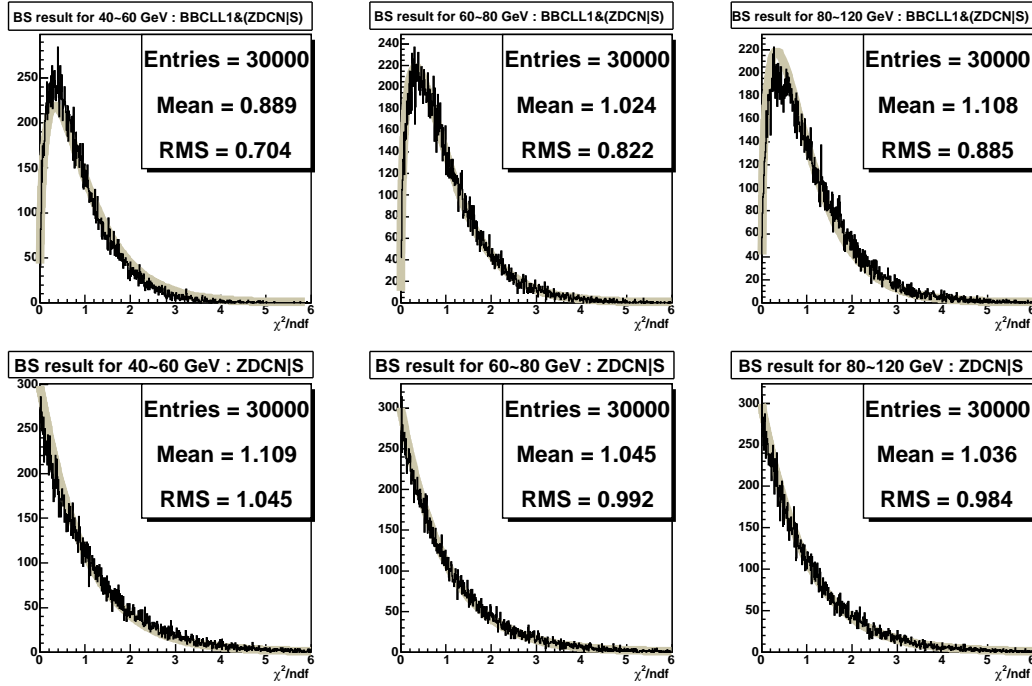 BS result for 40~60 GeV : BBCLL1&(ZDCN|S)
Entries = 30000
Mean = 0.889
RMS = 0.704
250
200
150
100
50
0
0 1 2 3 4 5 6
χ²/ndf
BS result for 60~80 GeV : BBCLL1&(ZDCN|S)
Entries = 30000
Mean = 1.024
RMS = 0.822
240
220
200
180
160
140
120
100
80
60
40
20
0
0 1 2 3 4 5 6
χ²/ndf
BS result for 80~120 GeV : BBCLL1&(ZDCN|S)
Entries = 30000
Mean = 1.108
RMS = 0.885
220
200
180
160
140
120
100
80
60
40
20
0
0 1 2 3 4 5 6
χ²/ndf
BS result for 40~60 GeV : ZDCN|S
Entries = 30000
Mean = 1.109
RMS = 1.045
300
250
200
150
100
50
0
0 1 2 3 4 5 6
χ²/ndf
BS result for 60~80 GeV : ZDCN|S
Entries = 30000
Mean = 1.045
RMS = 0.992
300
250
200
150
100
50
0
0 1 2 3 4 5 6
χ²/ndf
BS result for 80~120 GeV : ZDCN|S
Entries = 30000
Mean = 1.036
RMS = 0.984
300
250
200
150
100
50
0
0 1 2 3 4 5 6
χ²/ndf